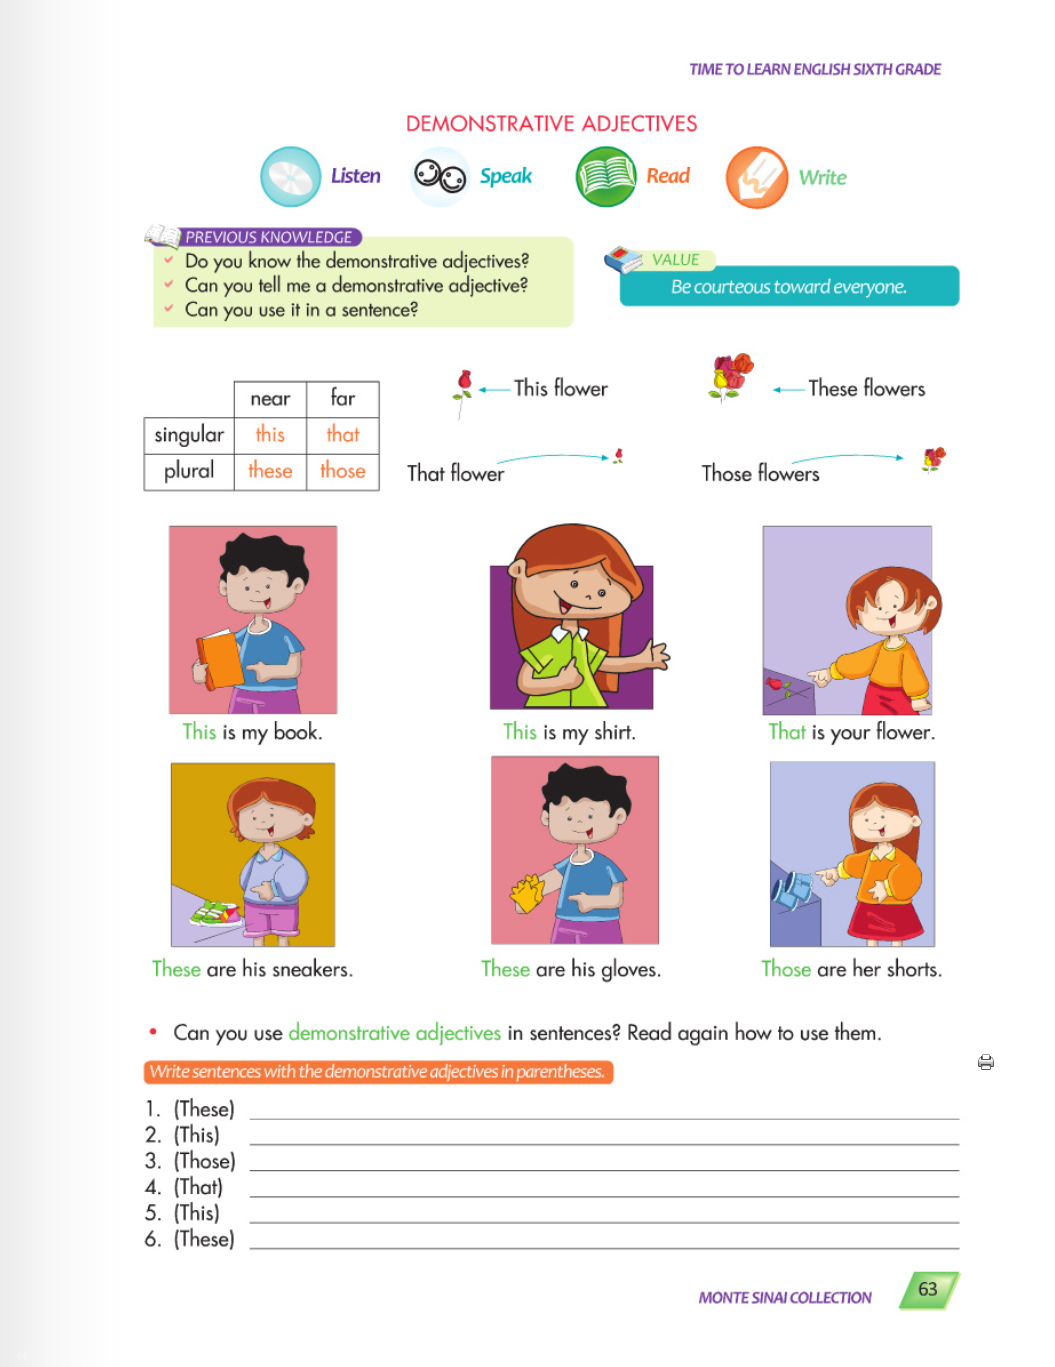 TIME TO LEARN ENGLISH SIXTH GRADE
DEMONSTRATIVE ADJECTIVES
Listen Speak Read Write
PREVIOUS KNOWLEDGE
Do you know the demonstrative adjectives?
Can you tell me a demonstrative adjective?
Can you use it in a sentence?
VALUE
Be courteous toward everyone.
near far
singular this that
plural these those
This flower
These flowers
That flower
Those flowers
This is my book.
This is my shirt.
That is your flower.
These are his sneakers.
These are his gloves.
Those are her shorts.
• Can you use demonstrative adjectives in sentences? Read again how to use them.
Write sentences with the demonstrative adjectives in parentheses.
1. (These)
2. (This)
3. (Those)
4. (That)
5. (This)
6. (These)
MONTE SINAI COLLECTION
63